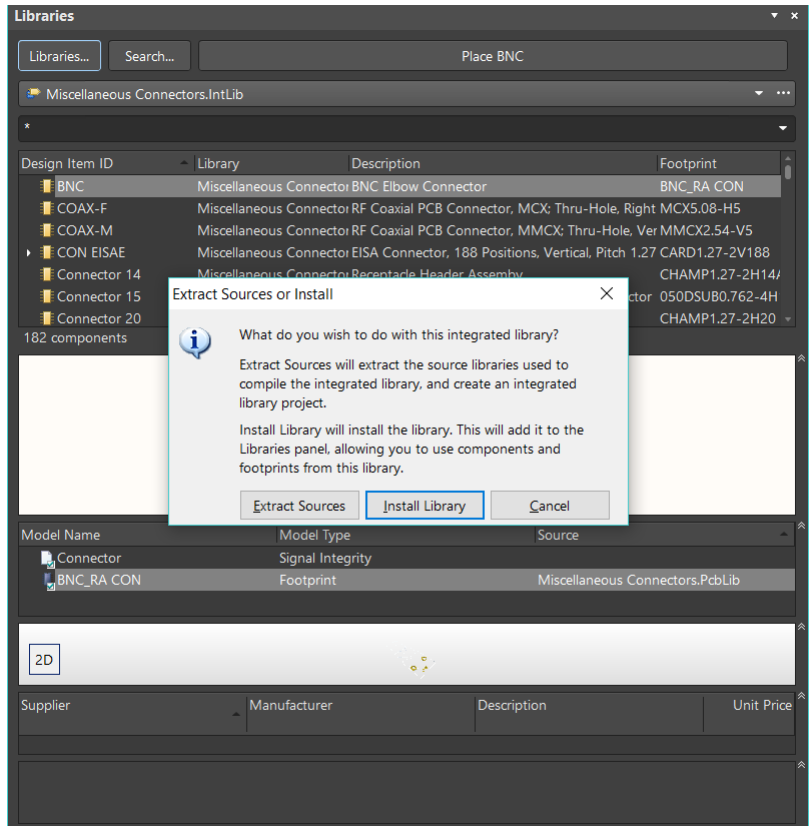 Libraries
Libraries... Search... Place BNC
Miscellaneous Connectors.IntLib ...
*
Design Item ID Library Description Footprint
BNC Miscellaneous Connector BNC Elbow Connector BNC_RA CON
COAX-F Miscellaneous Connector RF Coaxial PCB Connector, MCX; Thru-Hole, Right MCX5.08-H5
COAX-M Miscellaneous Connector RF Coaxial PCB Connector, MMCX; Thru-Hole, Ver MMCX2.54-V5
CON EISAE Miscellaneous Connector EISA Connector, 188 Positions, Vertical, Pitch 1.27 CARD1.27-2V188
Connector 14 Miscellaneous Connector Receptacle Header Assemby CHAMP1.27-2H14A
Connector 15 ctor 050DSUB0.762-4H
Connector 20 CHAMP1.27-2H20
182 components
Extract Sources or Install
What do you wish to do with this integrated library?
Extract Sources will extract the source libraries used to
compile the integrated library, and create an integrated
library project.
Install Library will install the library. This will add it to the
Libraries panel, allowing you to use components and
footprints from this library.
Extract Sources Install Library Cancel
Model Name Model Type Source
Connector Signal Integrity
BNC_RA CON Footprint Miscellaneous Connectors.PcbLib
2D
Supplier Manufacturer Description Unit Price